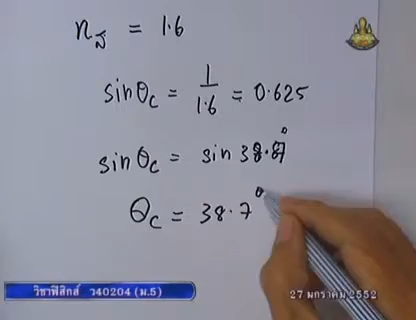 nส = 1.6
sinθc = 1/1.6 = 0.625
sinθc = sin 38.7°
θc = 38.7°
วิชาฟิสิกส์ ว40204 (ม.5)
27 มกราคม 2552